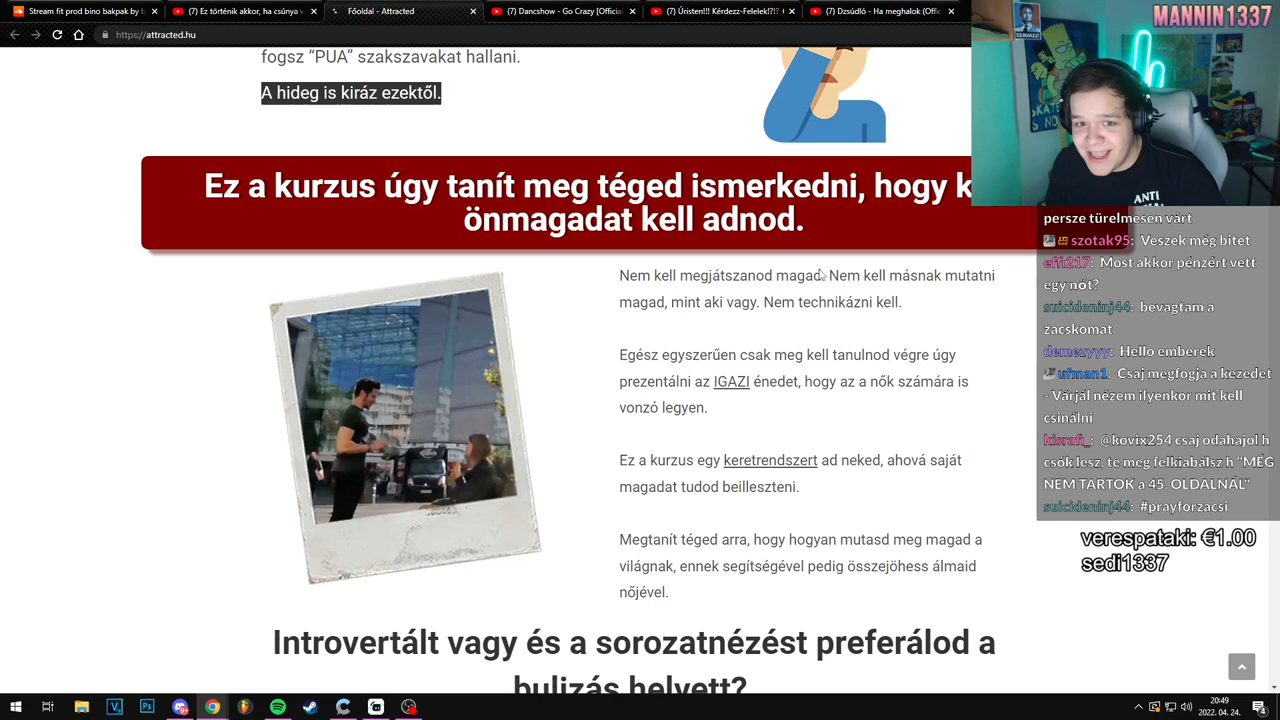 Stream fit prod bino bakpak by b
(7) Ez történik akkor, ha csúnya v
Főoldal - Attracted
(7) Dancshow - Go Crazy [Official
(7) Úristen!!! Kérdezz-Felelek!?!?
(7) Dzsúdló - Ha meghalok (Offic
https://attracted.hu
MANNIN1337
SZAVAZZ!
fogsz “PUA” szakszavakat hallani.
A hideg is kiráz ezektől.
Ez a kurzus úgy tanít meg téged ismerkedni, hogy k
önmagadat kell adnod.
Nem kell megjátszanod magad. Nem kell másnak mutatni
magad, mint aki vagy. Nem technikázni kell.
Egész egyszerűen csak meg kell tanulnod végre úgy
prezentálni az IGAZI énedet, hogy az a nők számára is
vonzó legyen.
Ez a kurzus egy keretrendszert ad neked, ahová saját
magadat tudod beilleszteni.
Megtanít téged arra, hogy hogyan mutasd meg magad a
világnak, ennek segítségével pedig összejöhess álmaid
nőjével.
Introvertált vagy és a sorozatnézést preferálod a
bulizás helyett?
ANTI
persze türelmesen várt
szotak95: Veszek még bitet
effi217: Most akkor pénzért vett
egy nőt?
suicideninj44: bevagtam a
zacskomat
demezyyy: Hello emberek
ufman1: Csaj megfogja a kezedet
- Várjál nézem ilyenkor mit kell
csinálni
kisrafi_: @kovix254 csaj odahajol h
csók lesz, te meg felkiabálsz h "MÉG
NEM TARTOK a 45. OLDALNÁL"
suicideninj44: #prayforzacsi
verespataki: €1.00
sedi1337
20:49
2022. 04. 24.